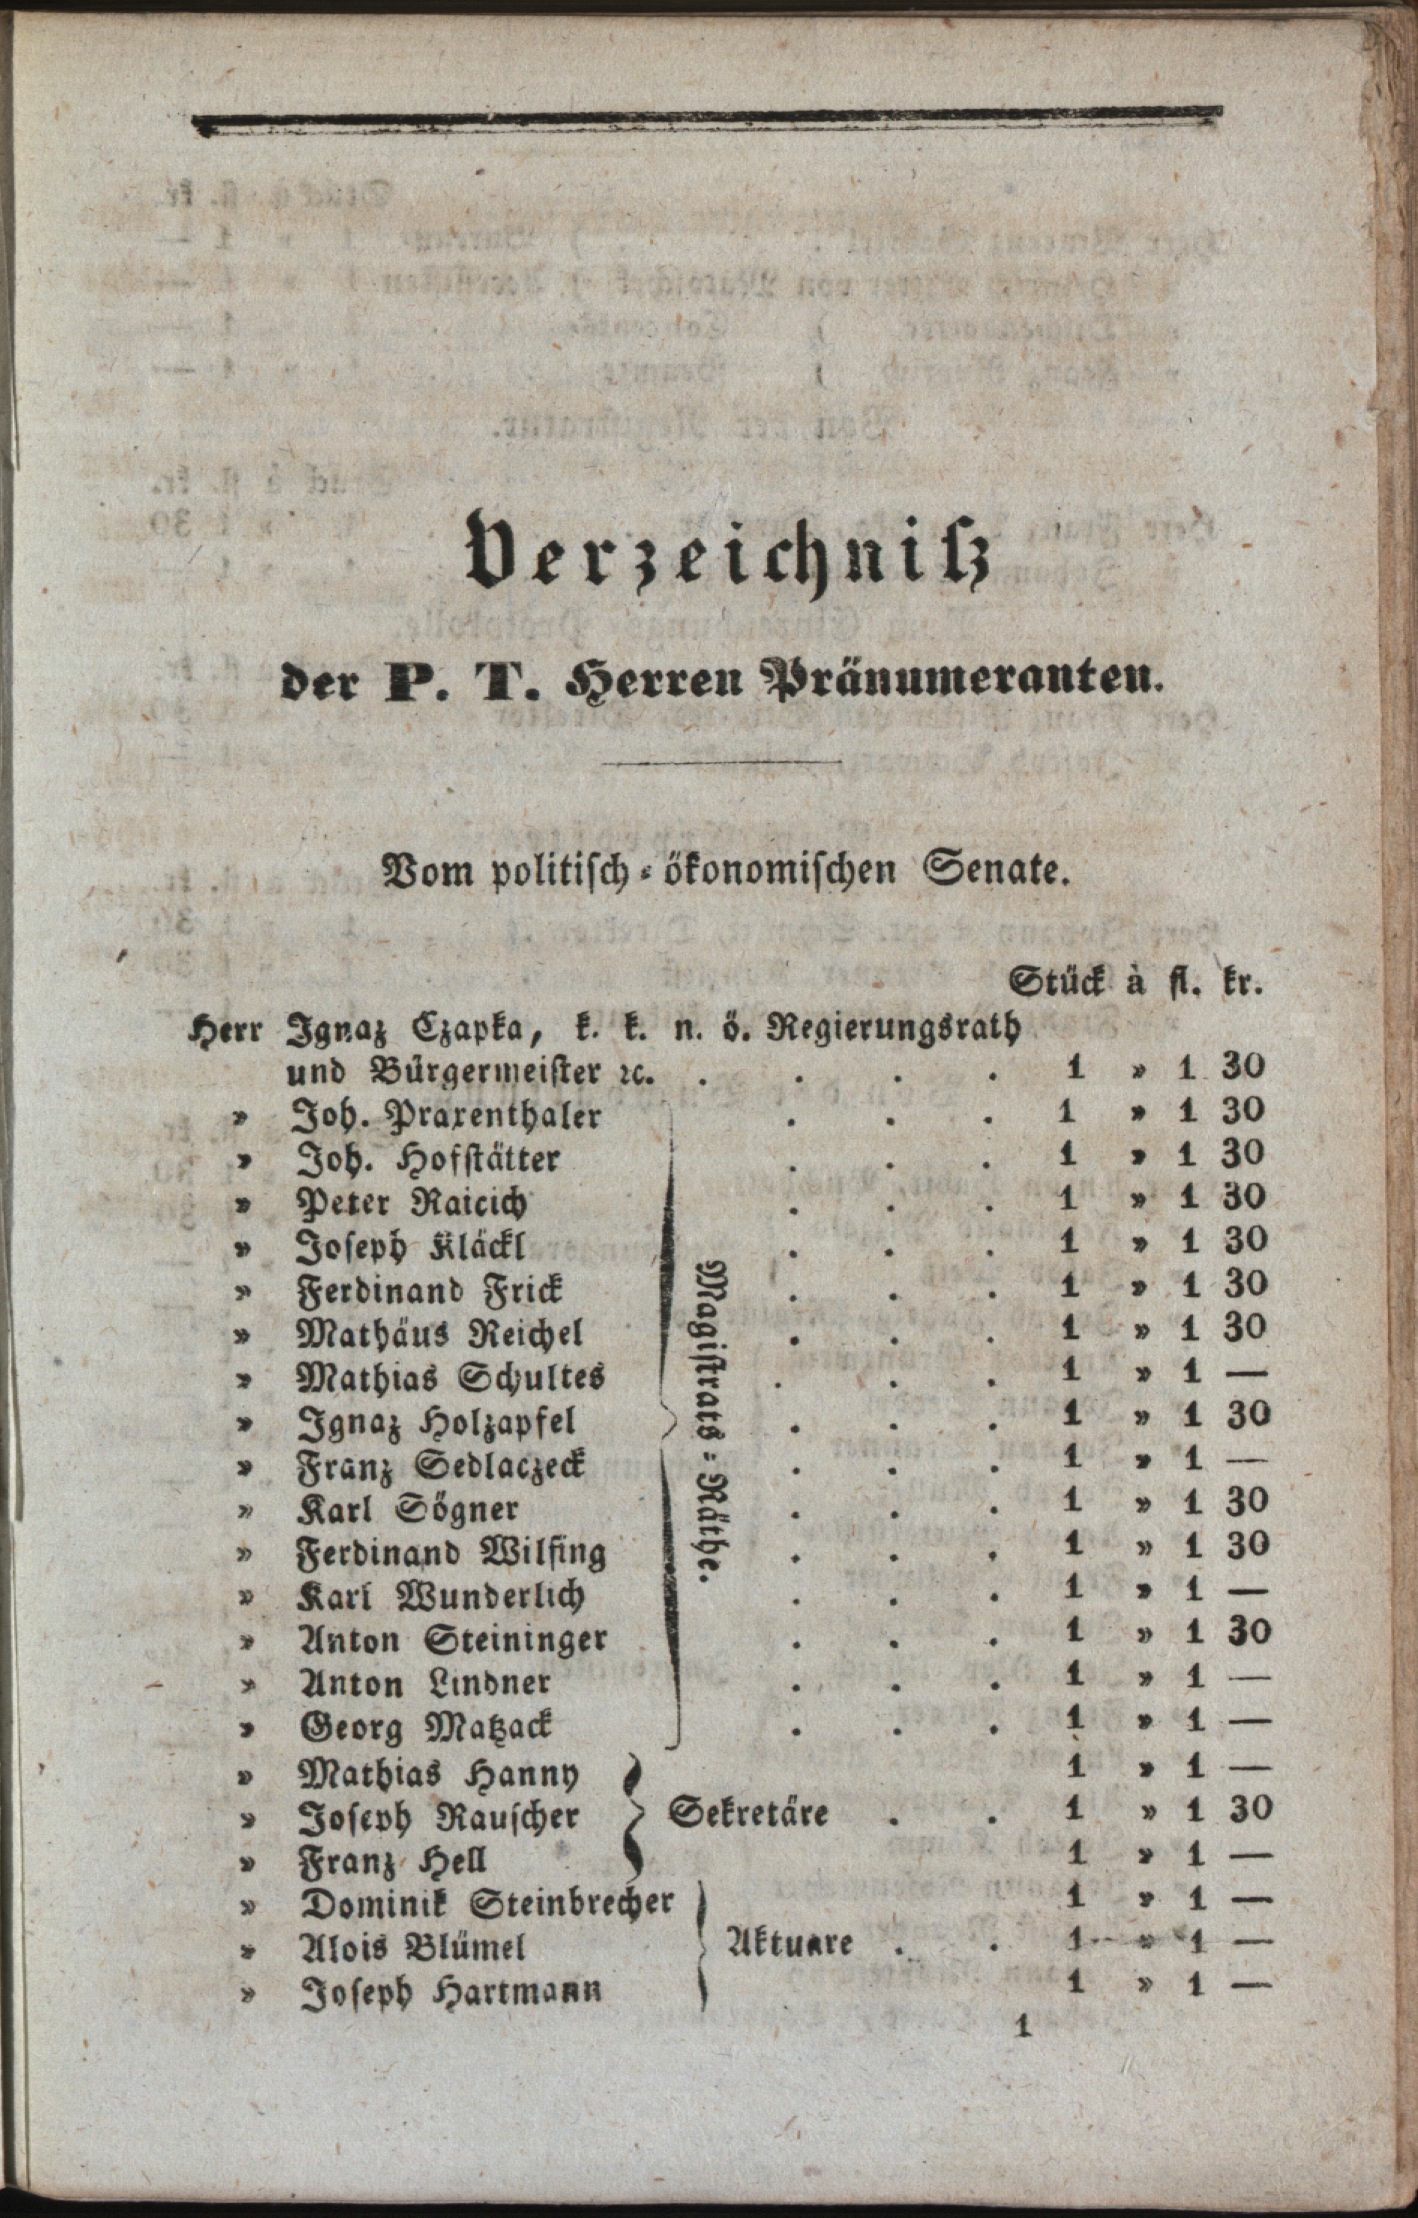 Verzeichniß
der P. T. Herren Pränumeranten.
Vom politisch-ökonomischen Senate.
Stück à fl. kr.
Herr Ignaz Czapka, k. k. n. ö. Regierungsrath
und Bürgermeister ꝛc. . . . . 1 » 1 30
» Joh. Praxenthaler . . . 1 » 1 30
» Joh. Hofstätter . . . 1 » 1 30
» Peter Raicich . . . 1 » 1 30
» Joseph Kläckl . . . 1 » 1 30
» Ferdinand Frick . . . 1 » 1 30
» Mathäus Reichel . . . 1 » 1 30
» Mathias Schultes . . . 1 » 1 —
» Ignaz Holzapfel . . . 1 » 1 30
» Franz Sedlaczeck . . . 1 » 1 —
» Karl Sögner . . . 1 » 1 30
» Ferdinand Wilfing . . . 1 » 1 30
» Karl Wunderlich . . . 1 » 1 —
» Anton Steininger . . . 1 » 1 30
» Anton Lindner . . . 1 » 1 —
» Georg Matzack . . . 1 » 1 —
Magistrats-Räthe.
» Mathias Hanny 1 » 1 —
» Joseph Rauscher Sekretäre . . 1 » 1 30
» Franz Hell 1 » 1 —
» Dominik Steinbrecher 1 » 1 —
» Alois Blümel Aktuare . . 1 » 1 —
» Joseph Hartmann 1 » 1 —
1